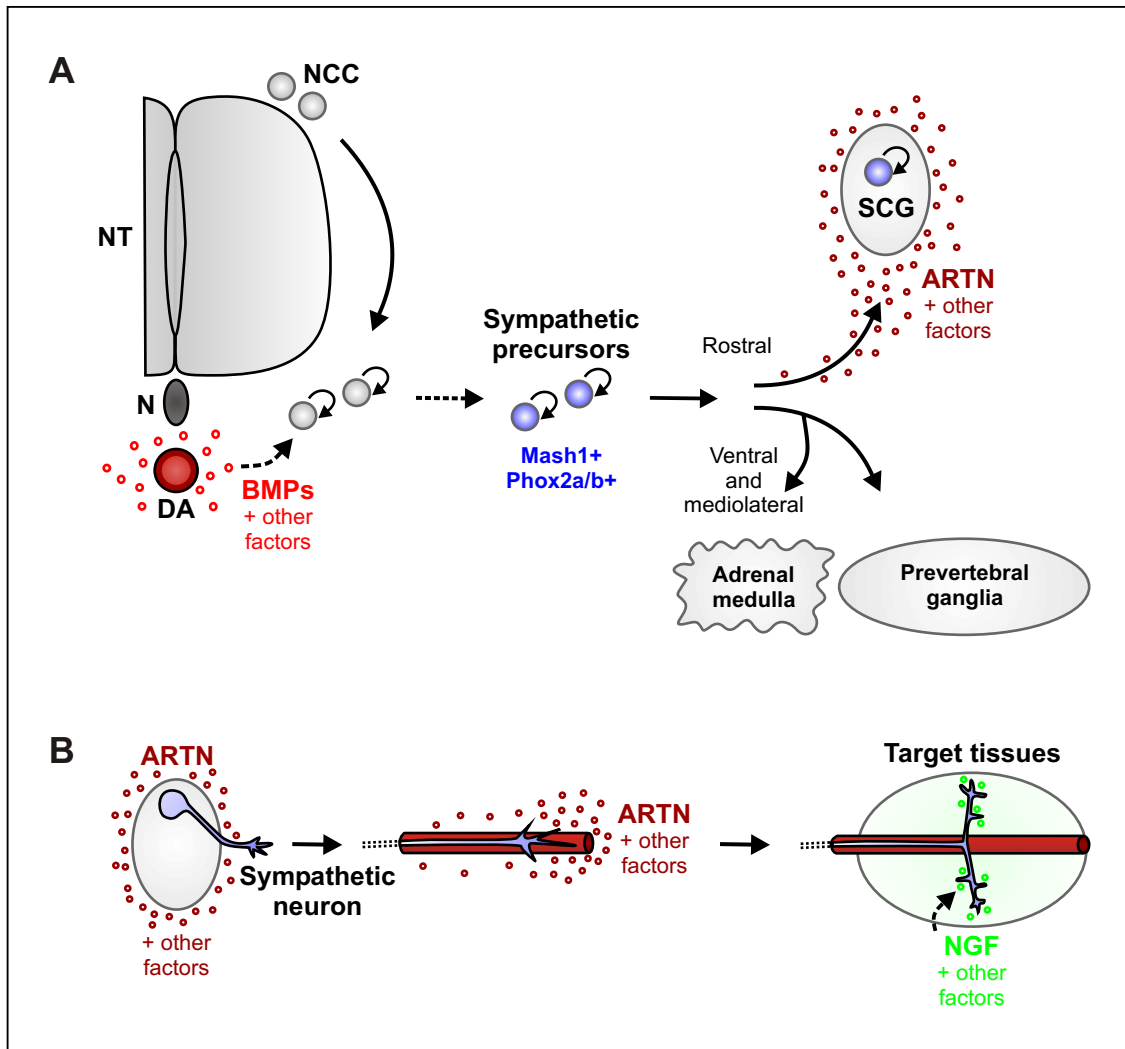 A
NCC
NT
N
DA
BMPs
+ other
factors
Sympathetic
precursors
Mash1+
Phox2a/b+
Rostral
Ventral
and
mediolateral
SCG
ARTN
+ other
factors
Adrenal
medulla
Prevertebral
ganglia
B
ARTN
+ other
factors
Sympathetic
neuron
ARTN
+ other
factors
Target tissues
NGF
+ other
factors